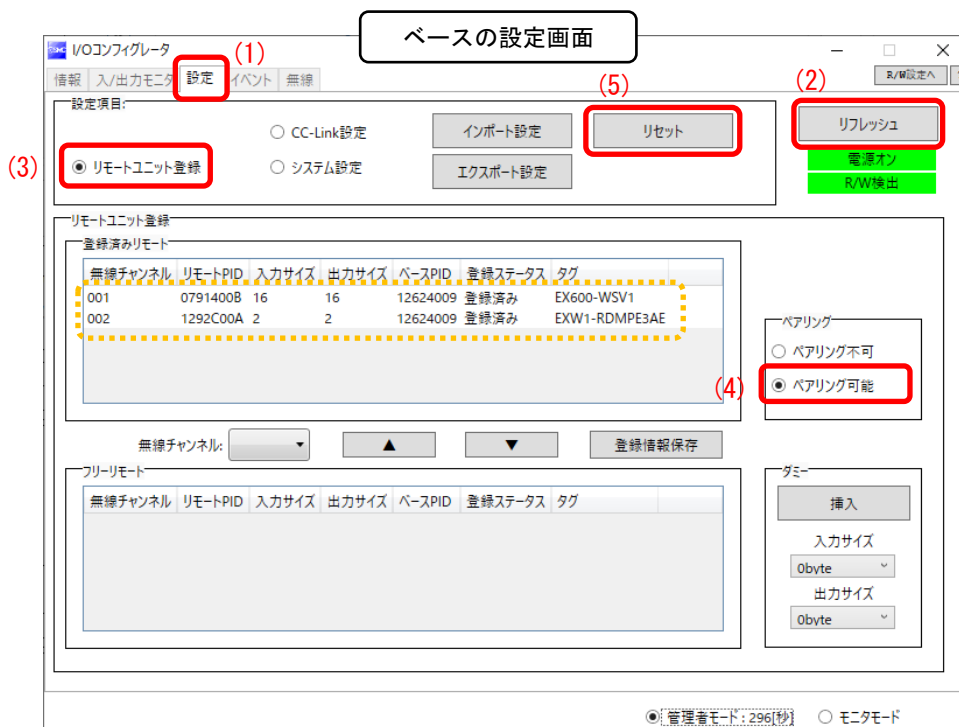 ベースの設定画面
I/Oコンフィグレータ
(1)
情報 入/出力モニタ 設定 イベント 無線
R/W設定へ
(2)
設定項目:
(5)
CC-Link設定 インポート設定 リセット リフレッシュ
(3) リモートユニット登録 システム設定 エクスポート設定
電源オン
R/W検出
リモートユニット登録
登録済みリモート
無線チャンネル リモートPID 入力サイズ 出力サイズ ベースPID 登録ステータス タグ
001 0791400B 16 16 12624009 登録済み EX600-WSV1
002 1292C00A 2 2 12624009 登録済み EXW1-RDMPE3AE
ペアリング
ペアリング不可
(4) ペアリング可能
無線チャンネル: ▲ ▼ 登録情報保存
フリーリモート
無線チャンネル リモートPID 入力サイズ 出力サイズ ベースPID 登録ステータス タグ
ダミー
挿入
入力サイズ
0byte
出力サイズ
0byte
管理者モード : 296[秒] モニタモード